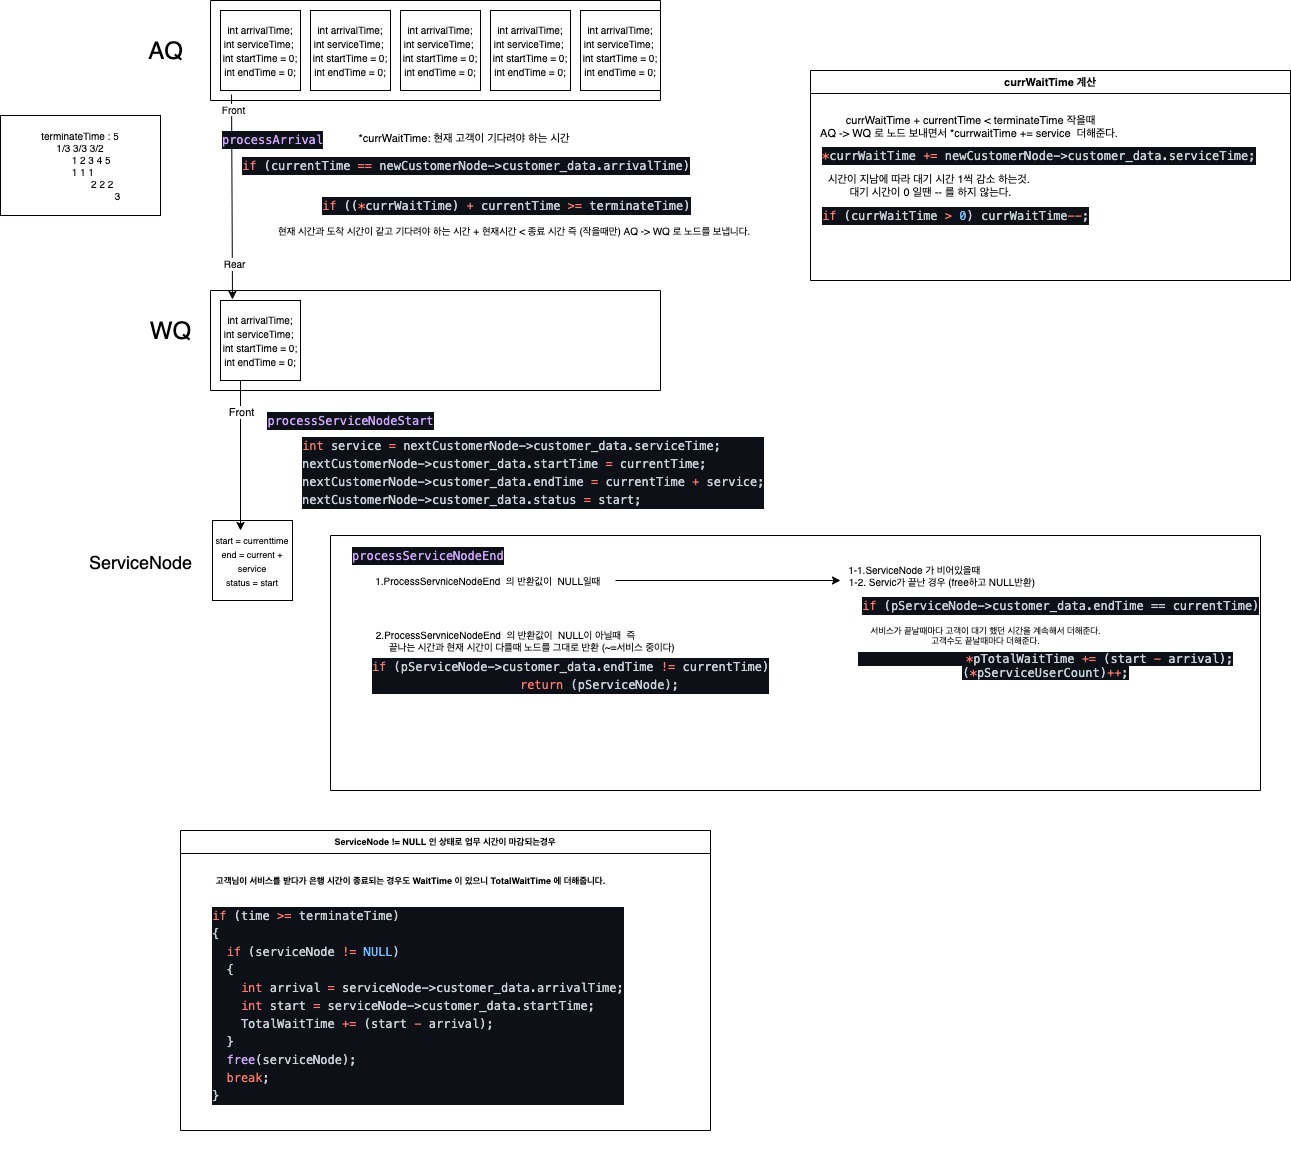 AQ
int arrivalTime;
int serviceTime;
int startTime = 0;
int endTime = 0;
int arrivalTime;
int serviceTime;
int startTime = 0;
int endTime = 0;
int arrivalTime;
int serviceTime;
int startTime = 0;
int endTime = 0;
int arrivalTime;
int serviceTime;
int startTime = 0;
int endTime = 0;
int arrivalTime;
int serviceTime;
int startTime = 0;
int endTime = 0;
Front
terminateTime : 5
1/3 3/3 3/2
1 2 3 4 5
1 1 1
2 2 2
3
processArrival
*currWaitTime: 현재 고객이 기다려야 하는 시간
if (currentTime == newCustomerNode->customer_data.arrivalTime)
if ((*currWaitTime) + currentTime >= terminateTime)
현재 시간과 도착 시간이 같고 기다려야 하는 시간 + 현재시간 < 종료 시간 즉 (작을때만) AQ -> WQ 로 노드를 보냅니다.
Rear
currWaitTime 계산
currWaitTime + currentTime < terminateTime 작을때
AQ -> WQ 로 노드 보내면서 *currwaitTime += service 더해준다.
*currWaitTime += newCustomerNode->customer_data.serviceTime;
시간이 지남에 따라 대기 시간 1씩 감소 하는것.
대기 시간이 0 일땐 -- 를 하지 않는다.
if (currWaitTime > 0) currWaitTime--;
WQ
int arrivalTime;
int serviceTime;
int startTime = 0;
int endTime = 0;
Front
processServiceNodeStart
int service = nextCustomerNode->customer_data.serviceTime;
nextCustomerNode->customer_data.startTime = currentTime;
nextCustomerNode->customer_data.endTime = currentTime + service;
nextCustomerNode->customer_data.status = start;
ServiceNode
start = currenttime
end = current +
service
status = start
processServiceNodeEnd
1.ProcessServniceNodeEnd 의 반환값이 NULL일때
1-1.ServiceNode 가 비어있을때
1-2. Servic가 끝난 경우 (free하고 NULL반환)
if (pServiceNode->customer_data.endTime == currentTime)
서비스가 끝날때마다 고객이 대기 했던 시간을 계속해서 더해준다.
고객수도 끝날때마다 더해준다.
*pTotalWaitTime += (start - arrival);
(*pServiceUserCount)++;
2.ProcessServniceNodeEnd 의 반환값이 NULL이 아닐때 즉
끝나는 시간과 현재 시간이 다를때 노드를 그대로 반환 (~=서비스 중이다)
if (pServiceNode->customer_data.endTime != currentTime)
return (pServiceNode);
ServiceNode != NULL 인 상태로 업무 시간이 마감되는경우
고객님이 서비스를 받다가 은행 시간이 종료되는 경우도 WaitTime 이 있으니 TotalWaitTime 에 더해줍니다.
if (time >= terminateTime)
{
if (serviceNode != NULL)
{
int arrival = serviceNode->customer_data.arrivalTime;
int start = serviceNode->customer_data.startTime;
TotalWaitTime += (start - arrival);
}
free(serviceNode);
break;
}